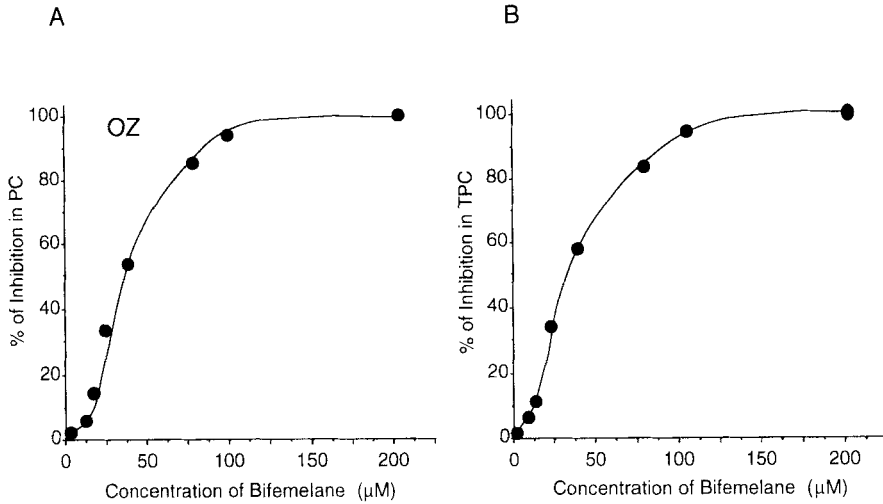 A
B
OZ
% of Inhibition in PC
100
80
60
40
20
0
0 50 100 150 200
Concentration of Bifemelane (μM)
% of Inhibition in TPC
100
80
60
40
20
0
0 50 100 150 200
Concentration of Bifemelane (μM)